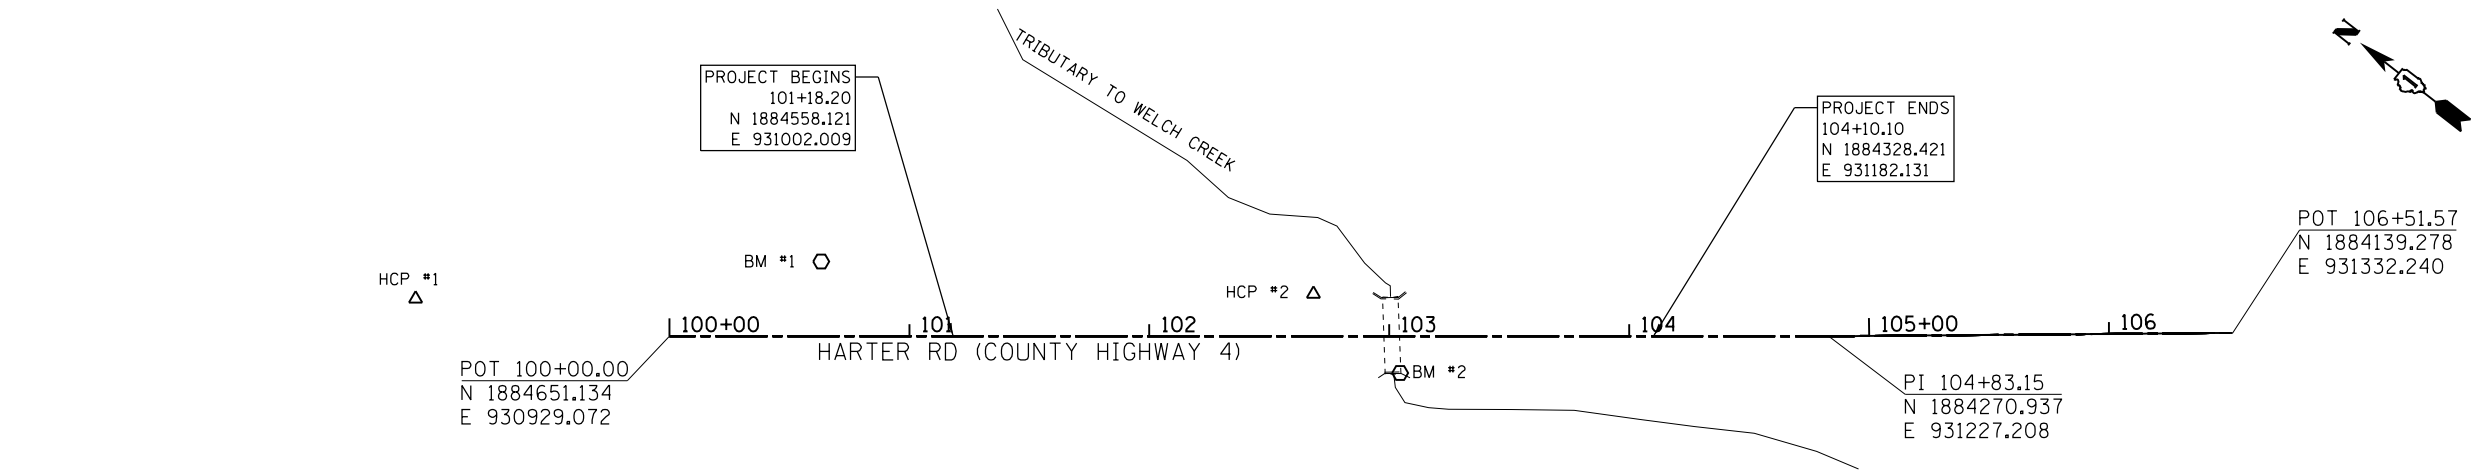 N
TRIBUTARY TO WELCH CREEK
PROJECT BEGINS
101+18.20
N 1884558.121
E 931002.009
PROJECT ENDS
104+10.10
N 1884328.421
E 931182.131
POT 106+51.57
N 1884139.278
E 931332.240
BM #1
HCP #1
HCP #2
100+00
101
102
103
104
105+00
106
HARTER RD (COUNTY HIGHWAY 4)
BM #2
POT 100+00.00
N 1884651.134
E 930929.072
PI 104+83.15
N 1884270.937
E 931227.208